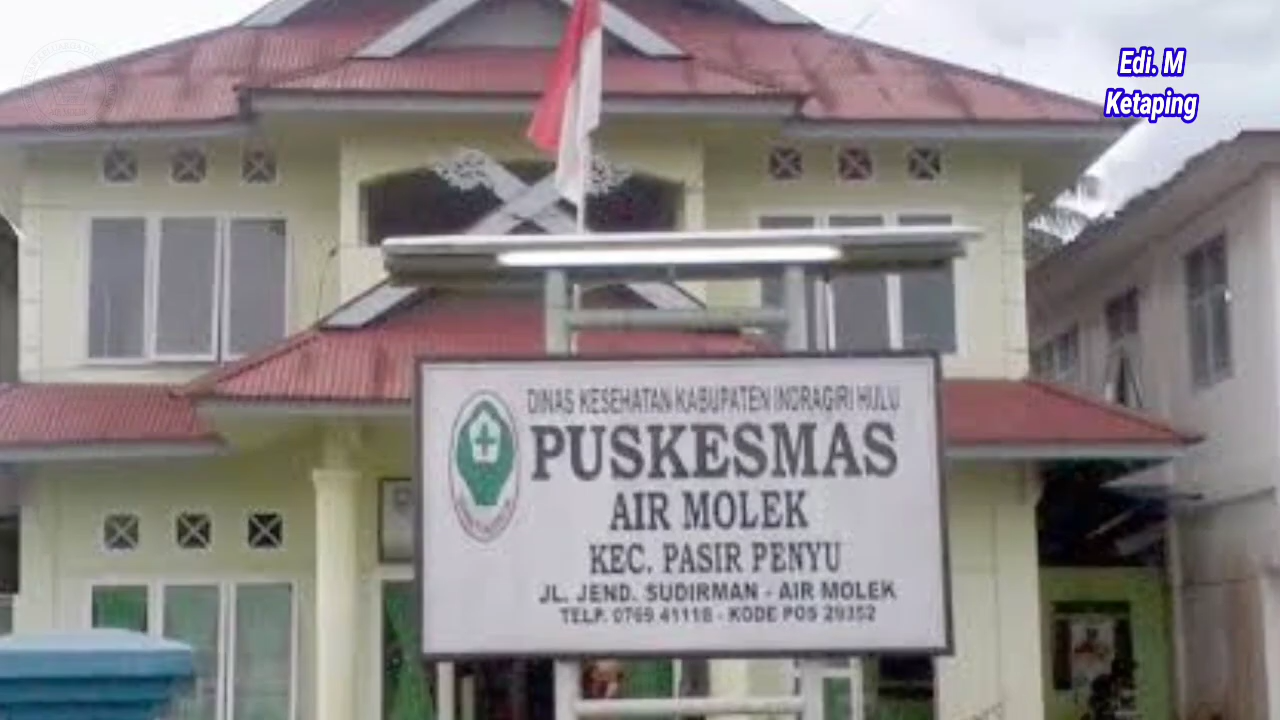 Edi. M
Ketaping
DINAS KESEHATAN KABUPATEN INDRAGIRI HULU
PUSKESMAS
AIR MOLEK
KEC. PASIR PENYU
JL. JEND. SUDIRMAN - AIR MOLEK
TELP. 0769 41118 - KODE POS 29352